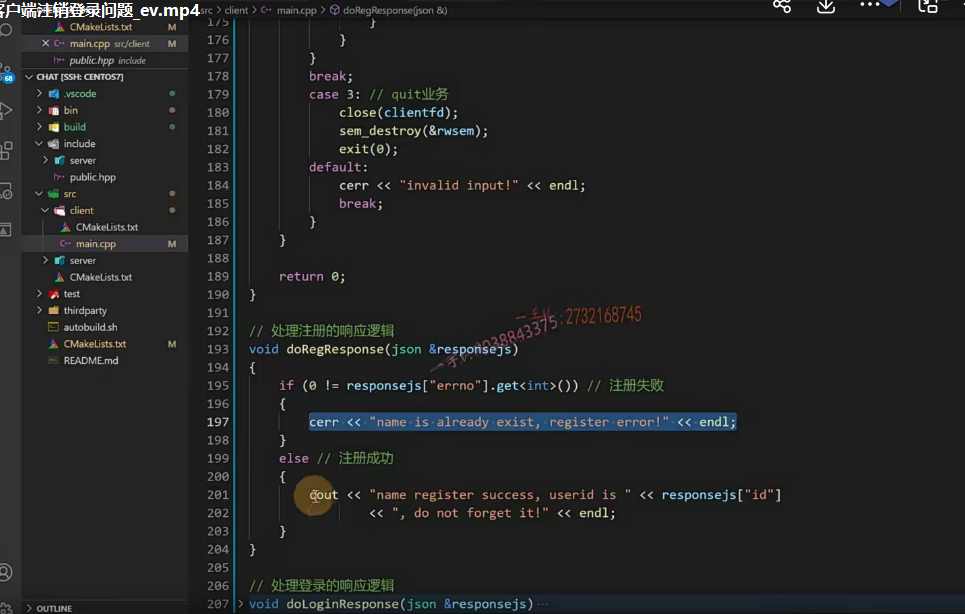 客户端注销登录问题_ev.mp4
src > client > main.cpp > doRegResponse(json &)
CMakeLists.txt M
main.cpp src/client M
public.hpp include
68
CHAT [SSH: CENTOS7]
.vscode
bin
build
include
server
public.hpp
src
client
CMakeLists.txt
main.cpp M
server
CMakeLists.txt
test
thirdparty
autobuild.sh
CMakeLists.txt M
README.md
OUTLINE
175 }
176 }
177 }
178 break;
179 case 3: // quit业务
180 close(clientfd);
181 sem_destroy(&rwsem);
182 exit(0);
183 default:
184 cerr << "invalid input!" << endl;
185 break;
186 }
187 }
188
189 return 0;
190 }
191
192 // 处理注册的响应逻辑
193 void doRegResponse(json &responsejs)
194 {
195 if (0 != responsejs["errno"].get<int>()) // 注册失败
196 {
197 cerr << "name is already exist, register error!" << endl;
198 }
199 else // 注册成功
200 {
201 cout << "name register success, userid is " << responsejs["id"]
202 << ", do not forget it!" << endl;
203 }
204 }
205
206 // 处理登录的响应逻辑
207 void doLoginResponse(json &responsejs) ...
:2732168745